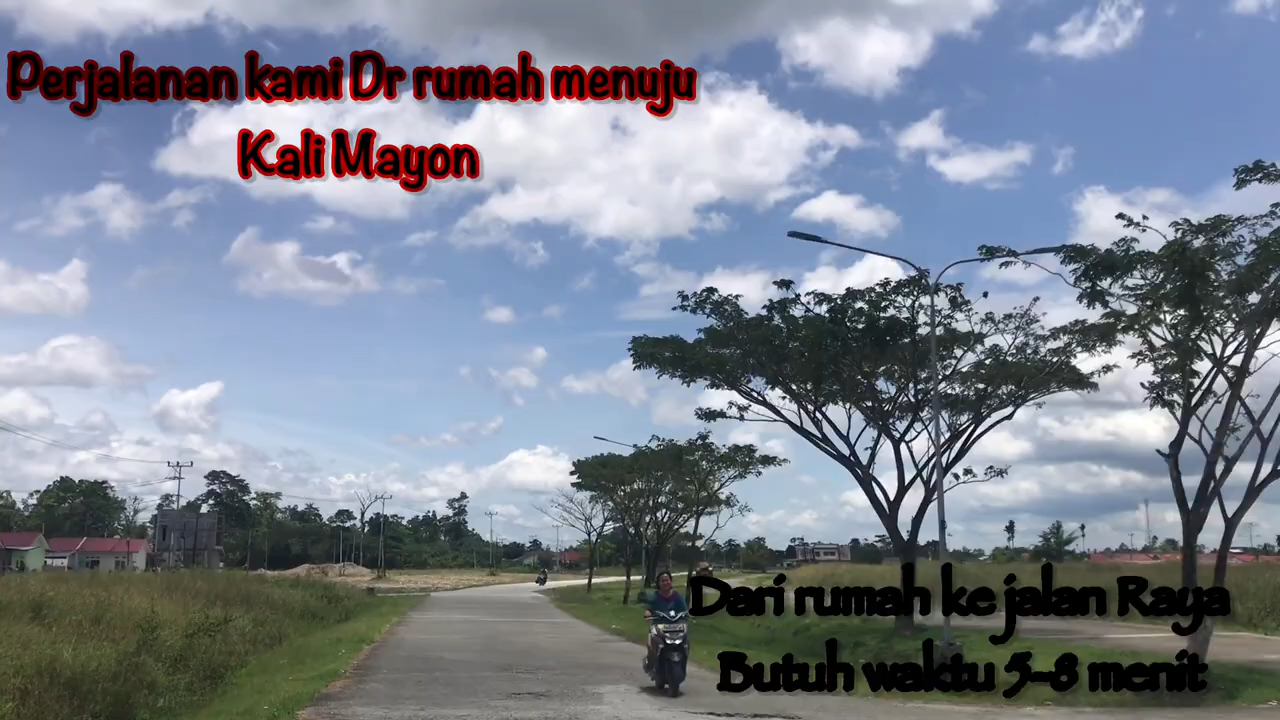 Perjalanan kami Dr rumah menuju
Kali Mayon
Dari rumah ke jalan Raya
Butuh waktu 5-8 menit